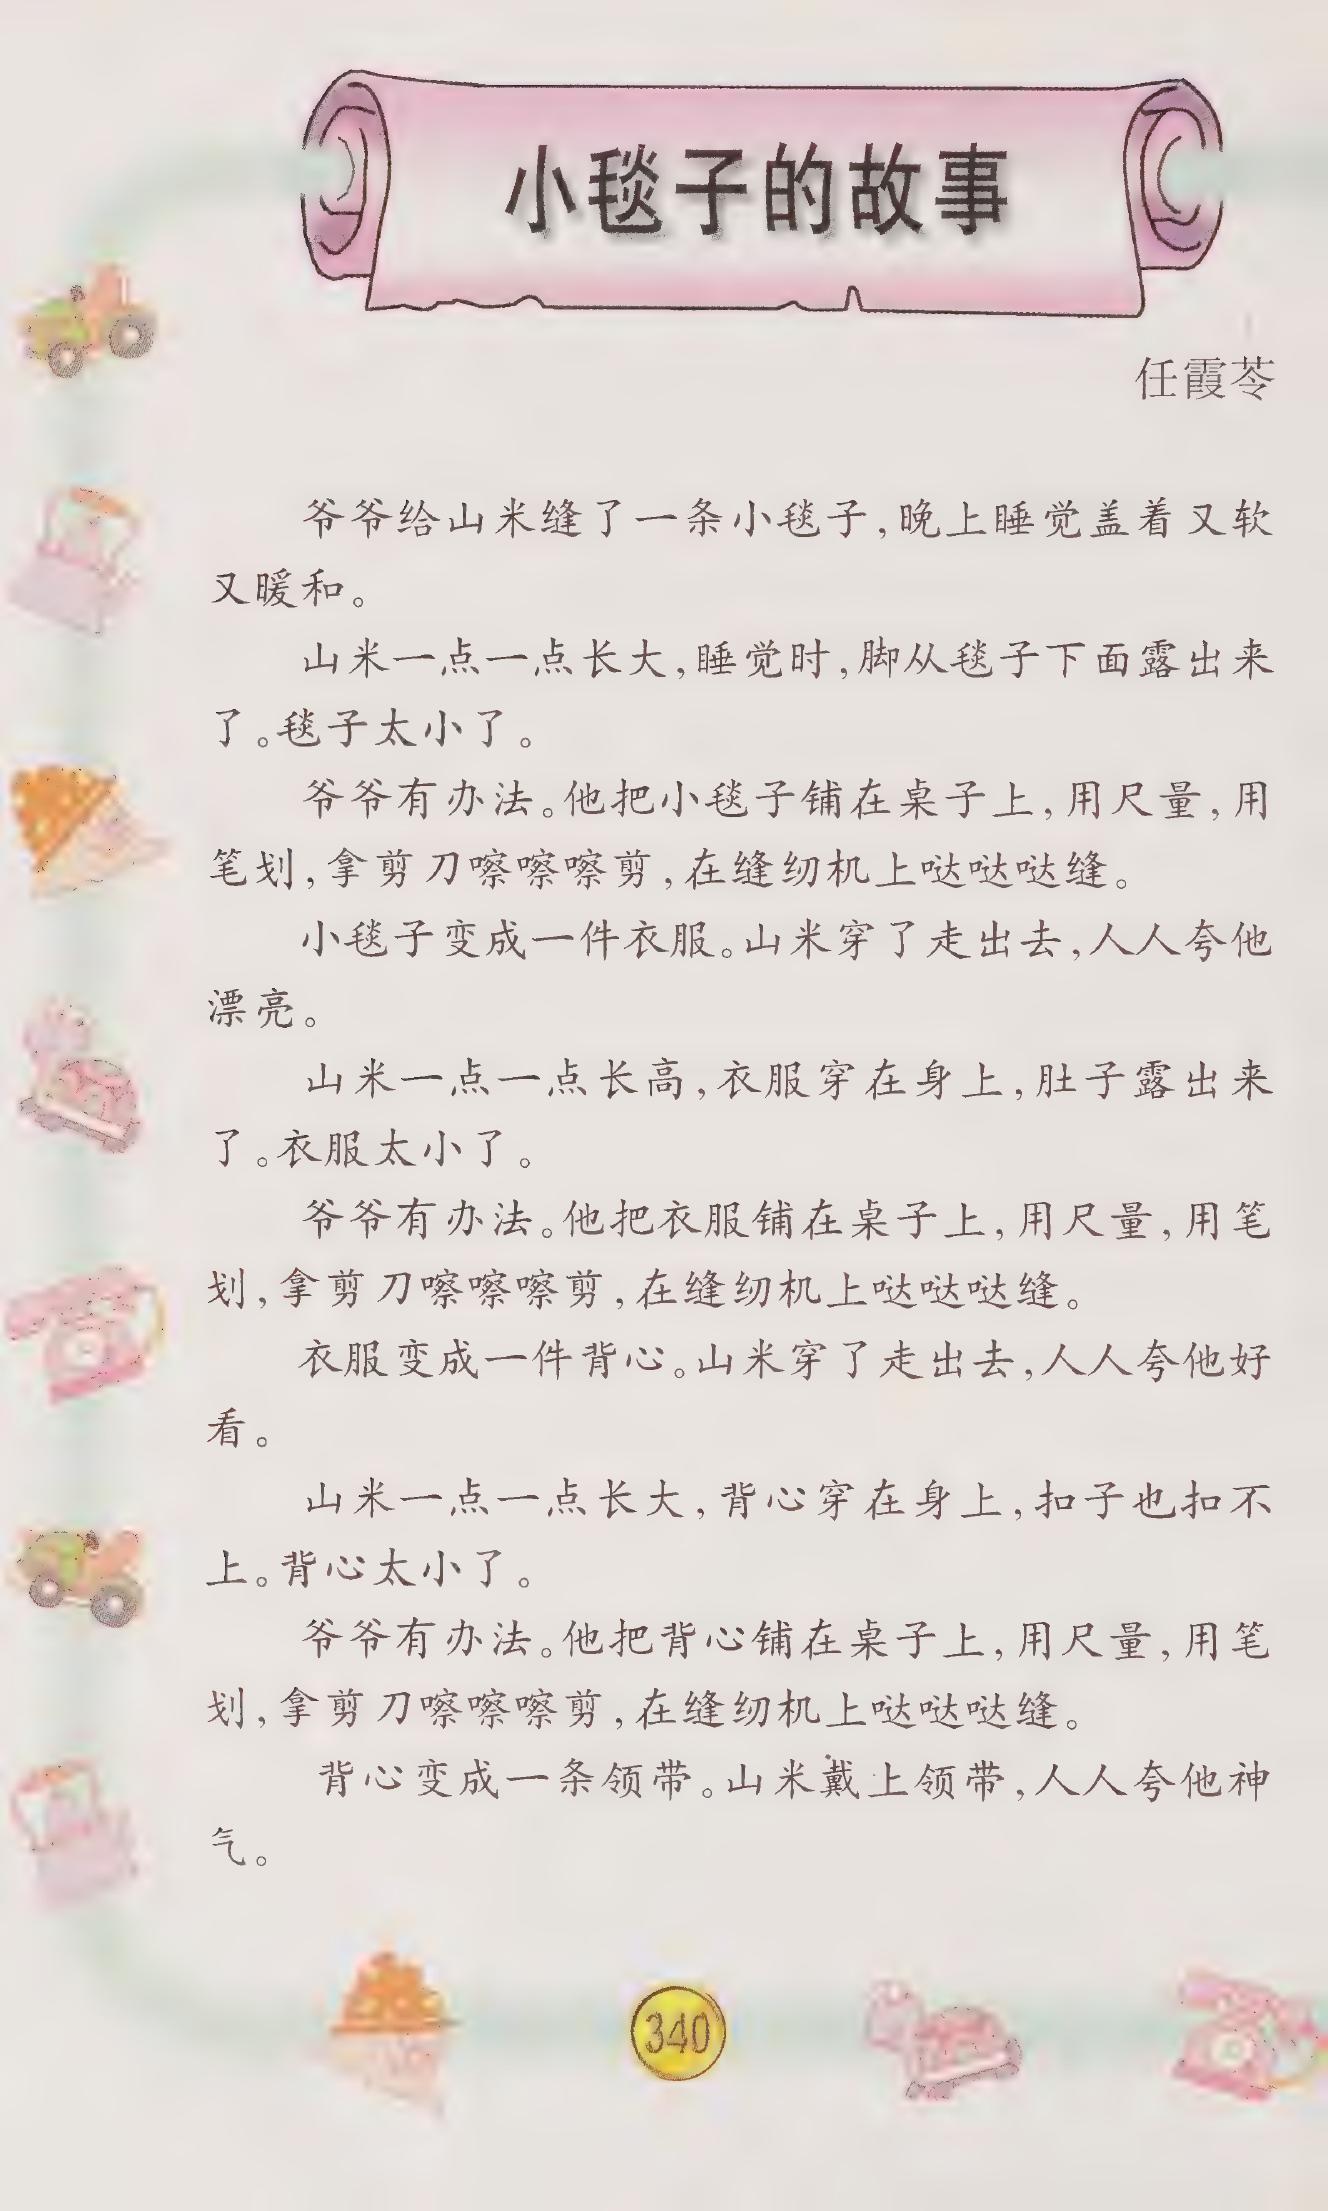 小毯子的故事
任霞苓
爷爷给山米缝了一条小毯子,晚上睡觉盖着又软
又暖和。
山米一点一点长大,睡觉时,脚从毯子下面露出来
了。毯子太小了。
爷爷有办法。他把小毯子铺在桌子上,用尺量,用
笔划,拿剪刀嚓嚓嚓剪,在缝纫机上哒哒哒缝。
小毯子变成一件衣服。山米穿了走出去,人人夸他
漂亮。
山米一点一点长高,衣服穿在身上,肚子露出来
了。衣服太小了。
爷爷有办法。他把衣服铺在桌子上,用尺量,用笔
划,拿剪刀嚓嚓嚓剪,在缝纫机上哒哒哒缝。
衣服变成一件背心。山米穿了走出去,人人夸他好
看。
山米一点一点长大,背心穿在身上,扣子也扣不
上。背心太小了。
爷爷有办法。他把背心铺在桌子上,用尺量,用笔
划,拿剪刀嚓嚓嚓剪,在缝纫机上哒哒哒缝。
背心变成一条领带。山米戴上领带,人人夸他神
气。
340